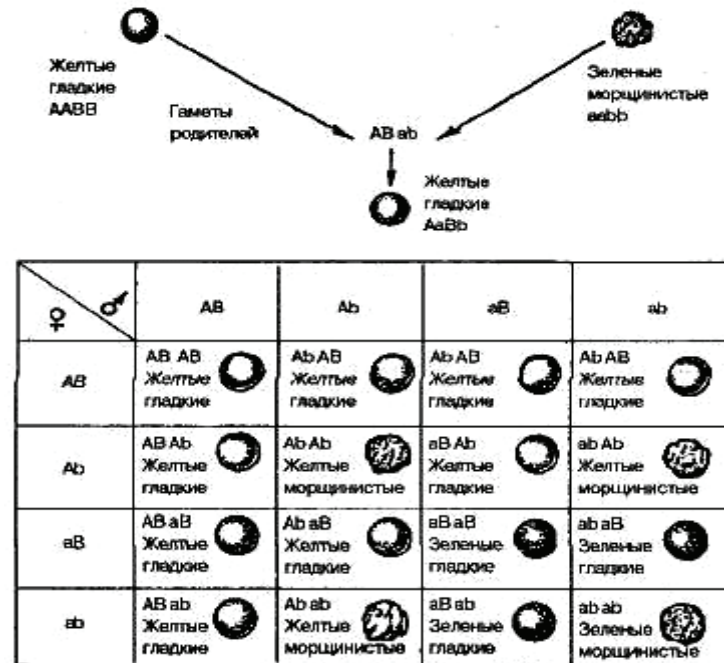 Желтые
гладкие
AABB
Гаметы
родителей
Зеленые
морщинистые
aabb
AB ab
Желтые
гладкие
AaBb
♀ ♂
AB
Ab
aB
ab
AB
AB AB
Желтые
гладкие
Ab AB
Желтые
гладкие
Ab AB
Желтые
гладкие
Ab AB
Желтые
гладкие
Ab
AB Ab
Желтые
гладкие
Ab Ab
Желтые
морщинистые
aB Ab
Желтые
гладкие
ab Ab
Желтые
морщинистые
aB
AB aB
Желтые
гладкие
Ab aB
Желтые
гладкие
aB aB
Зеленые
гладкие
ab aB
Зеленые
гладкие
ab
AB ab
Желтые
гладкие
Ab ab
Желтые
морщинистые
aB ab
Зеленые
гладкие
ab ab
Зеленые
морщинистые